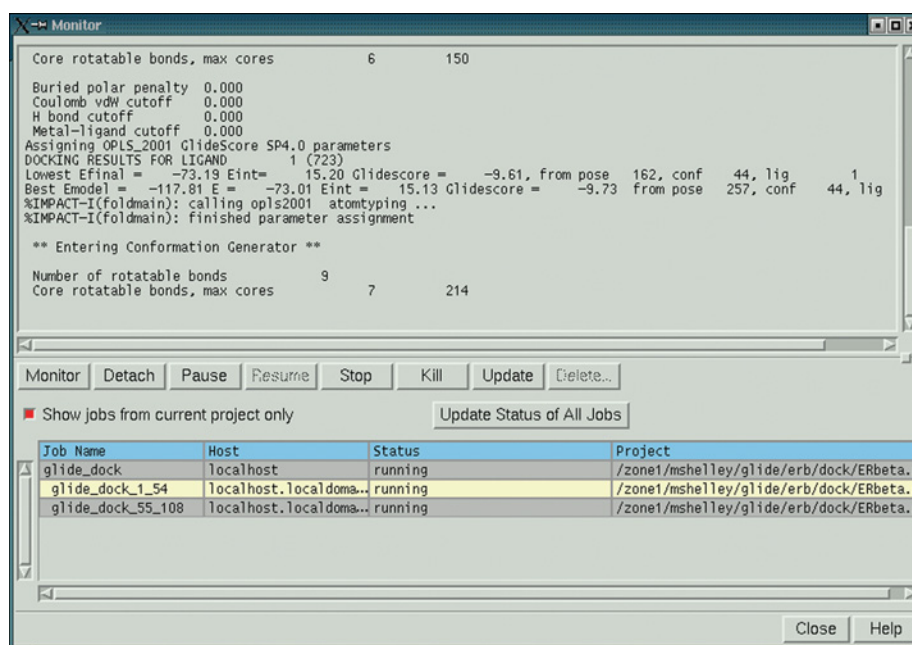 Monitor
Core rotatable bonds, max cores 6 150
Buried polar penalty 0.000
Coulomb vdW cutoff 0.000
H bond cutoff 0.000
Metal-ligand cutoff 0.000
Assigning OPLS_2001 GlideScore SP4.0 parameters
DOCKING RESULTS FOR LIGAND 1 (723)
Lowest Efinal = -73.19 Eint= 15.20 Glidescore = -9.61, from pose 162, conf 44, lig 1
Best Emodel = -117.81 E = -73.01 Eint = 15.13 Glidescore = -9.73 from pose 257, conf 44, lig
%IMPACT-I(foldmain): calling opls2001 atomtyping ...
%IMPACT-I(foldmain): finished parameter assignment
** Entering Conformation Generator **
Number of rotatable bonds 9
Core rotatable bonds, max cores 7 214
Monitor Detach Pause Resume Stop Kill Update Delete...
Show jobs from current project only Update Status of All Jobs
Job Name Host Status Project
glide_dock localhost running /zone1/mshelley/glide/erb/dock/ERbeta.
glide_dock_1_54 localhost.localdoma... running /zone1/mshelley/glide/erb/dock/ERbeta.
glide_dock_55_108 localhost.localdoma... running /zone1/mshelley/glide/erb/dock/ERbeta.
Close Help